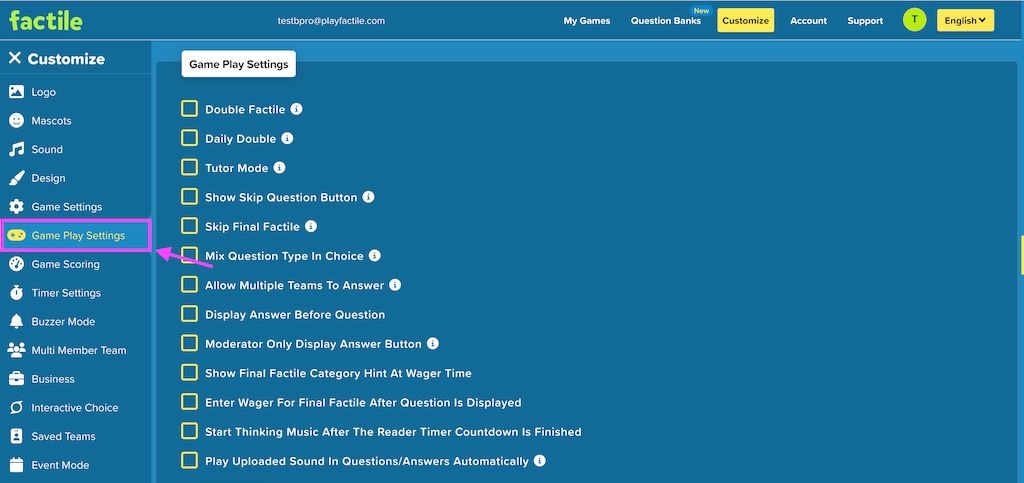 factile
testbpro@playfactile.com
My Games
Question Banks
New
Customize
Account
Support
T
English
Customize
Logo
Mascots
Sound
Design
Game Settings
Game Play Settings
Game Scoring
Timer Settings
Buzzer Mode
Multi Member Team
Business
Interactive Choice
Saved Teams
Event Mode
Game Play Settings
Double Factile
Daily Double
Tutor Mode
Show Skip Question Button
Skip Final Factile
Mix Question Type In Choice
Allow Multiple Teams To Answer
Display Answer Before Question
Moderator Only Display Answer Button
Show Final Factile Category Hint At Wager Time
Enter Wager For Final Factile After Question Is Displayed
Start Thinking Music After The Reader Timer Countdown Is Finished
Play Uploaded Sound In Questions/Answers Automatically